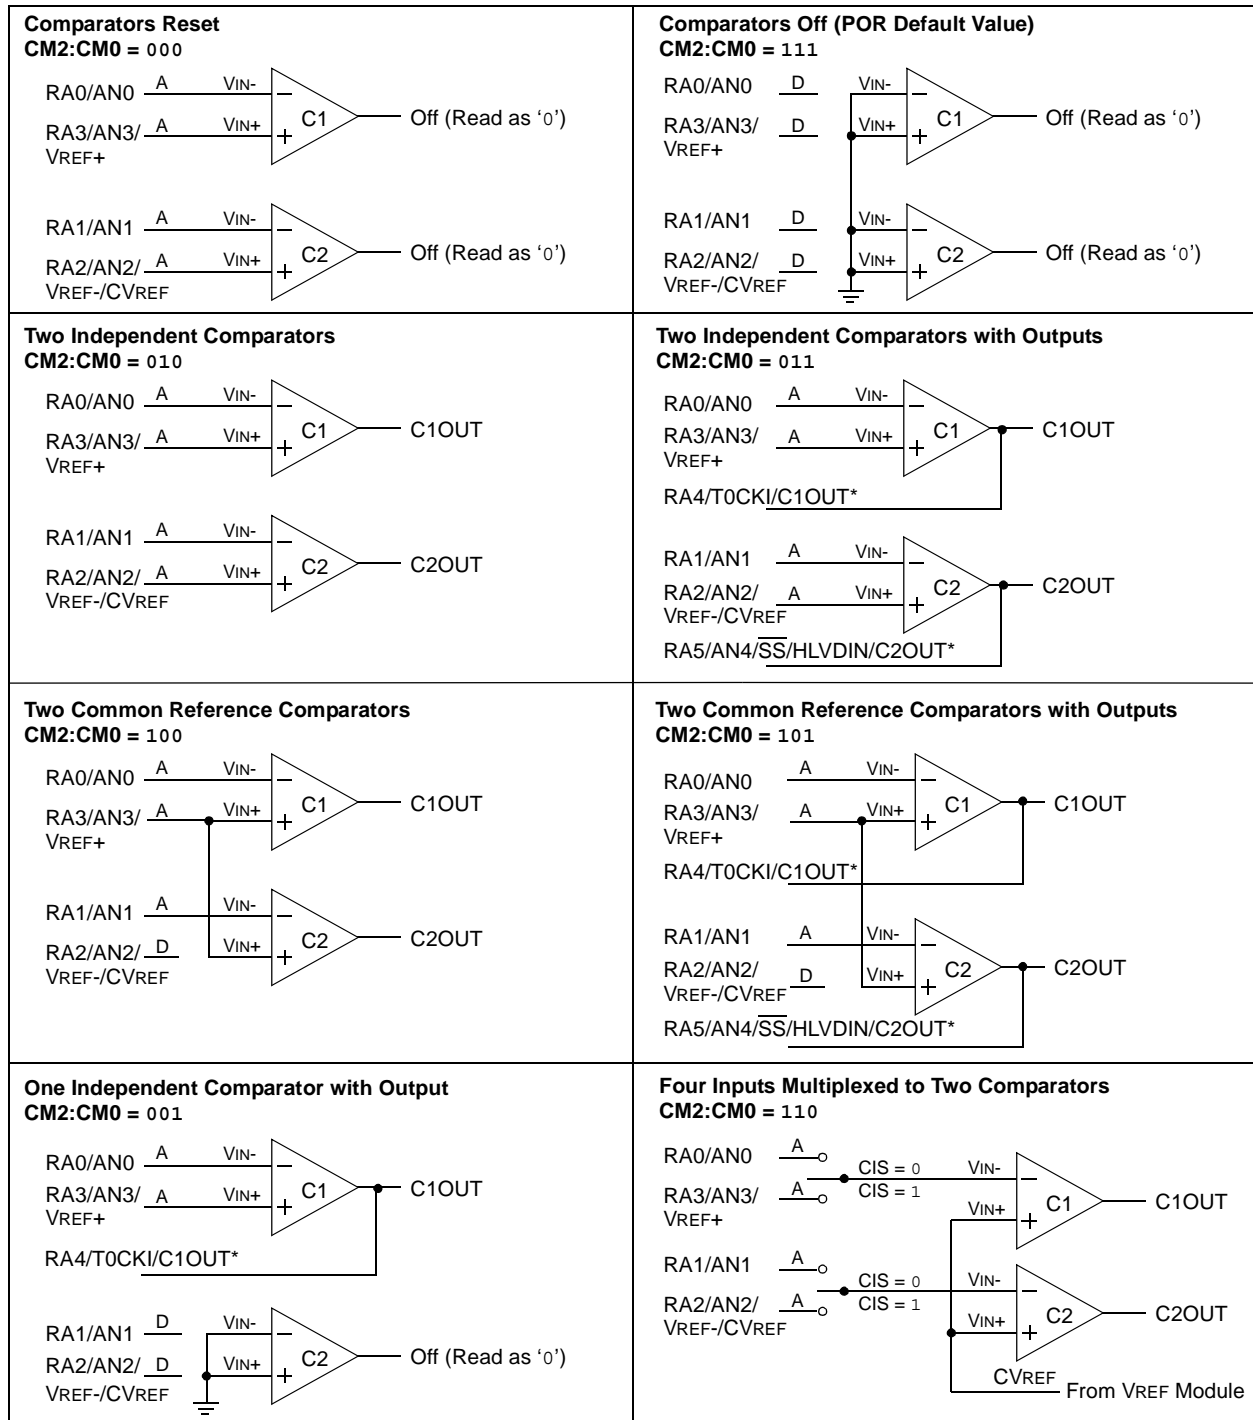 Comparators Reset
CM2:CM0 = 000
RA0/AN0 A VIN-
C1 Off (Read as ‘0’)
RA3/AN3/ A VIN+
VREF+
RA1/AN1 A VIN-
C2 Off (Read as ‘0’)
RA2/AN2/ A VIN+
VREF-/CVREF
Comparators Off (POR Default Value)
CM2:CM0 = 111
RA0/AN0 D VIN-
C1 Off (Read as ‘0’)
RA3/AN3/ D VIN+
VREF+
RA1/AN1 D VIN-
C2 Off (Read as ‘0’)
RA2/AN2/ D VIN+
VREF-/CVREF
Two Independent Comparators
CM2:CM0 = 010
RA0/AN0 A VIN-
C1 C1OUT
RA3/AN3/ A VIN+
VREF+
RA1/AN1 A VIN-
C2 C2OUT
RA2/AN2/ A VIN+
VREF-/CVREF
Two Independent Comparators with Outputs
CM2:CM0 = 011
RA0/AN0 A VIN-
C1 C1OUT
RA3/AN3/ A VIN+
VREF+
RA4/T0CKI/C1OUT*
RA1/AN1 A VIN-
C2 C2OUT
RA2/AN2/ A VIN+
VREF-/CVREF
RA5/AN4/SS/HLVDIN/C2OUT*
Two Common Reference Comparators
CM2:CM0 = 100
RA0/AN0 A VIN-
C1 C1OUT
RA3/AN3/ A VIN+
VREF+
RA1/AN1 A VIN-
C2 C2OUT
RA2/AN2/ D VIN+
VREF-/CVREF
Two Common Reference Comparators with Outputs
CM2:CM0 = 101
RA0/AN0 A VIN-
C1 C1OUT
RA3/AN3/ A VIN+
VREF+
RA4/T0CKI/C1OUT*
RA1/AN1 A VIN-
C2 C2OUT
RA2/AN2/ D VIN+
VREF-/CVREF
RA5/AN4/SS/HLVDIN/C2OUT*
One Independent Comparator with Output
CM2:CM0 = 001
RA0/AN0 A VIN-
C1 C1OUT
RA3/AN3/ A VIN+
VREF+
RA4/T0CKI/C1OUT*
RA1/AN1 D VIN-
C2 Off (Read as ‘0’)
RA2/AN2/ D VIN+
VREF-/CVREF
Four Inputs Multiplexed to Two Comparators
CM2:CM0 = 110
RA0/AN0 A
CIS = 0 VIN-
RA3/AN3/ A CIS = 1
VREF+ VIN+ C1 C1OUT
RA1/AN1 A
CIS = 0 VIN-
RA2/AN2/ A CIS = 1
VREF-/CVREF VIN+ C2 C2OUT
CVREF
From VREF Module